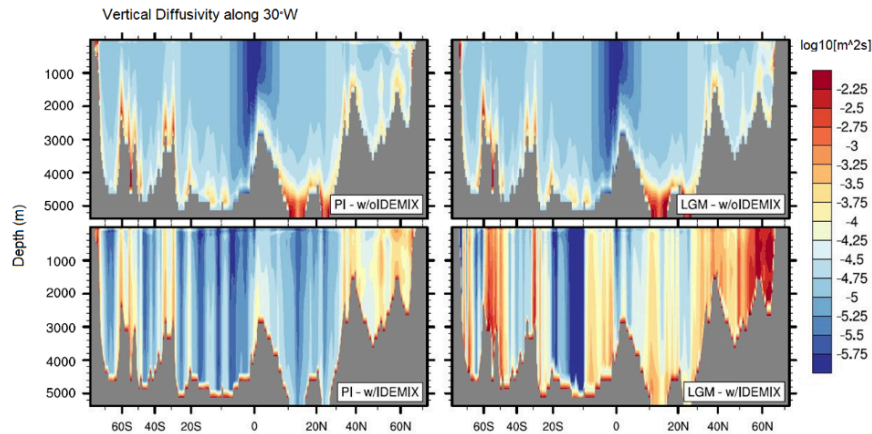 Vertical Diffusivity along 30°W
log10[m^2s]
1000
2000
3000
4000
5000
PI - w/oIDEMIX
LGM - w/oIDEMIX
-2.25
-2.5
-2.75
-3
-3.25
-3.5
-3.75
-4
-4.25
-4.5
-4.75
-5
-5.25
-5.5
-5.75
Depth (m)
1000
2000
3000
4000
5000
PI - w/IDEMIX
LGM - w/IDEMIX
60S 40S 20S 0 20N 40N 60N
60S 40S 20S 0 20N 40N 60N